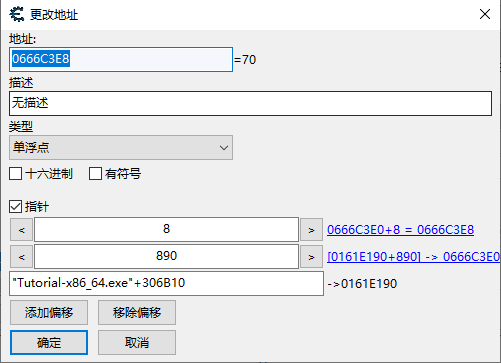 更改地址
地址:
0666C3E8 =70
描述
无描述
类型
单浮点
十六进制 有符号
指针
< 8 > 0666C3E0+8 = 0666C3E8
< 890 > [0161E190+890] -> 0666C3E0
"Tutorial-x86_64.exe"+306B10 ->0161E190
添加偏移 移除偏移
确定 取消